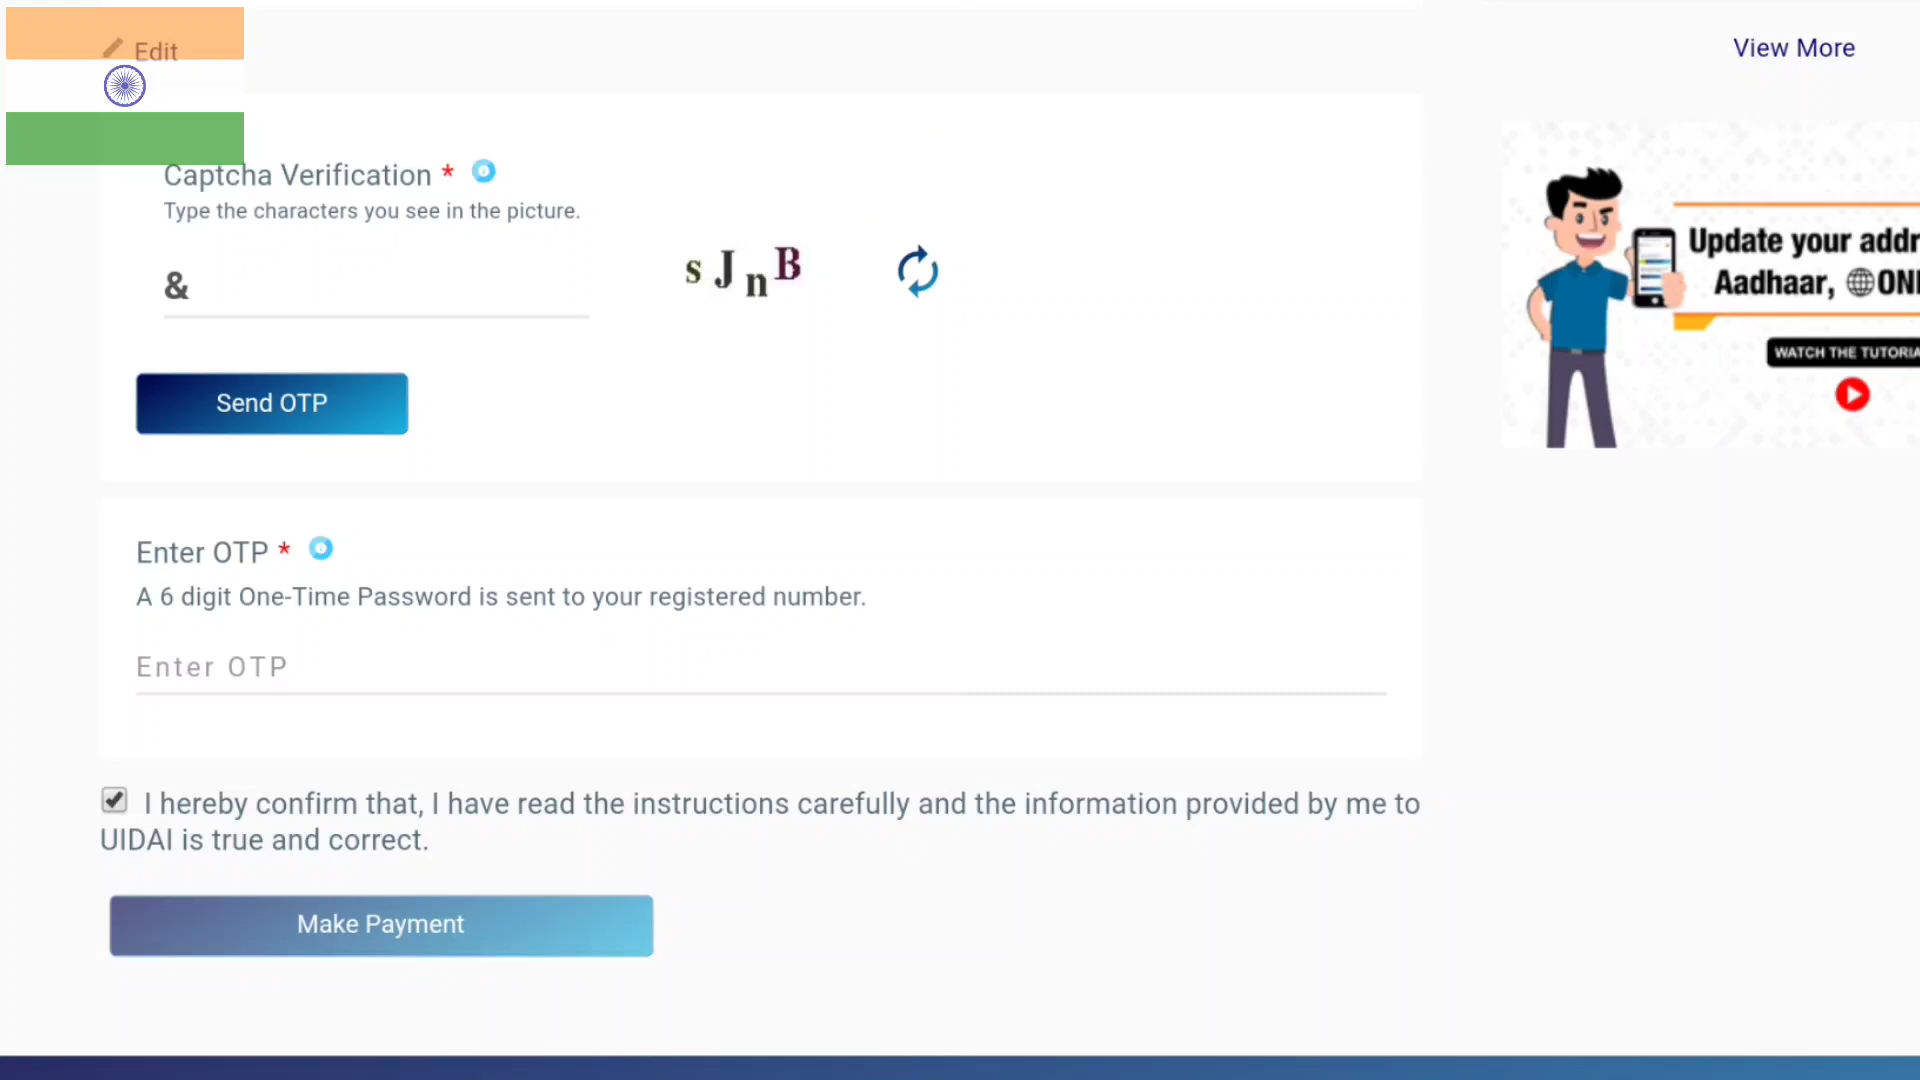 Edit
View More
Captcha Verification *
Type the characters you see in the picture.
&
s J n B
Send OTP
Update your addr
Aadhaar, ONI
WATCH THE TUTORIA
Enter OTP *
A 6 digit One-Time Password is sent to your registered number.
Enter OTP
I hereby confirm that, I have read the instructions carefully and the information provided by me to
UIDAI is true and correct.
Make Payment